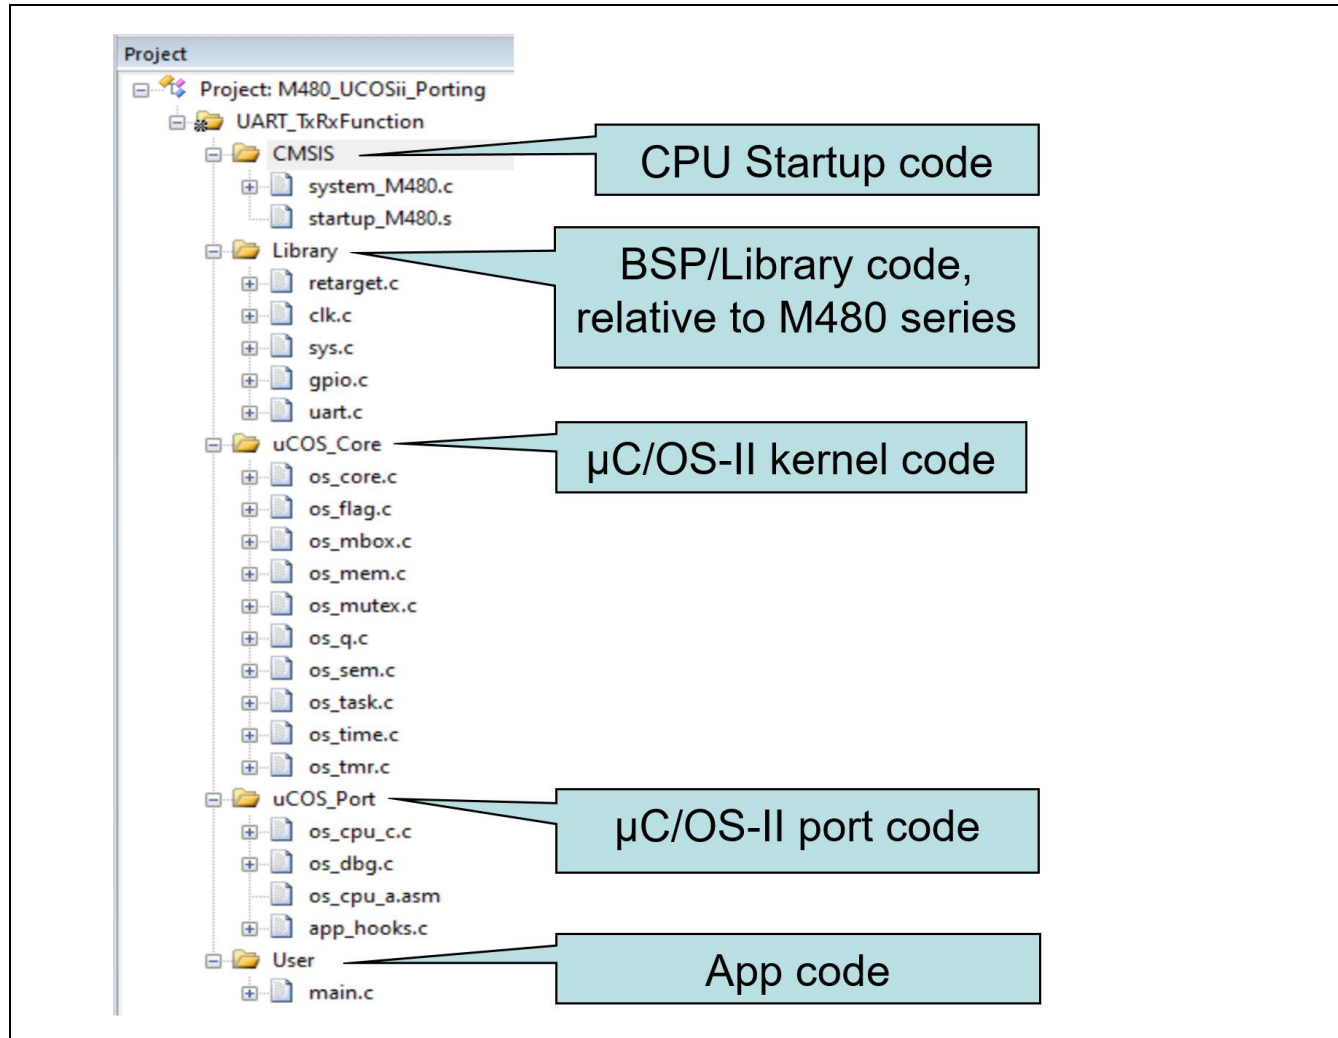 Project
Project: M480_UCOSii_Porting
UART_TxRxFunction
CMSIS
CPU Startup code
system_M480.c
startup_M480.s
Library
BSP/Library code,
relative to M480 series
retarget.c
clk.c
sys.c
gpio.c
uart.c
uCOS_Core
µC/OS-II kernel code
os_core.c
os_flag.c
os_mbox.c
os_mem.c
os_mutex.c
os_q.c
os_sem.c
os_task.c
os_time.c
os_tmr.c
uCOS_Port
µC/OS-II port code
os_cpu_c.c
os_dbg.c
os_cpu_a.asm
app_hooks.c
User
App code
main.c